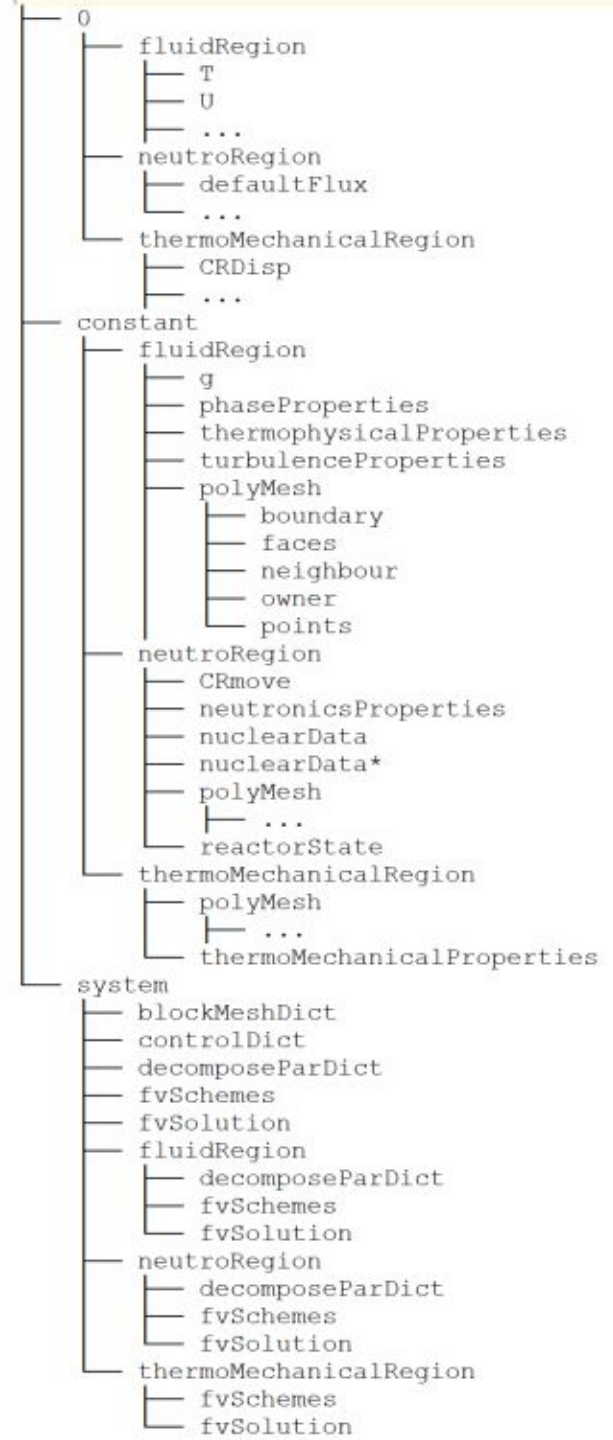 0
fluidRegion
T
U
...
neutroRegion
defaultFlux
...
thermoMechanicalRegion
CRDisp
...
constant
fluidRegion
g
phaseProperties
thermophysicalProperties
turbulenceProperties
polyMesh
boundary
faces
neighbour
owner
points
neutroRegion
CRmove
neutronicsProperties
nuclearData
nuclearData*
polyMesh
...
reactorState
thermoMechanicalRegion
polyMesh
...
thermoMechanicalProperties
system
blockMeshDict
controlDict
decomposeParDict
fvSchemes
fvSolution
fluidRegion
decomposeParDict
fvSchemes
fvSolution
neutroRegion
decomposeParDict
fvSchemes
fvSolution
thermoMechanicalRegion
fvSchemes
fvSolution